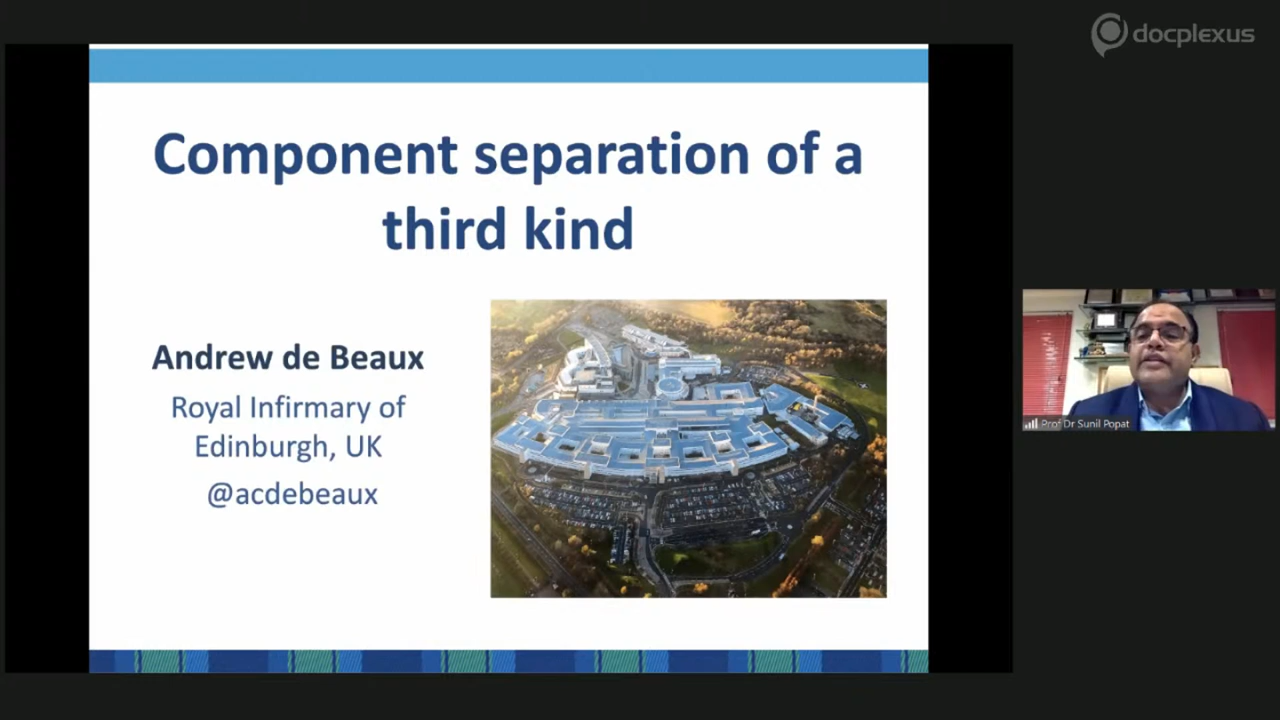 docplexus
Component separation of a
third kind
Andrew de Beaux
Royal Infirmary of
Edinburgh, UK
@acdebeaux
Prof Dr Sunil Popat